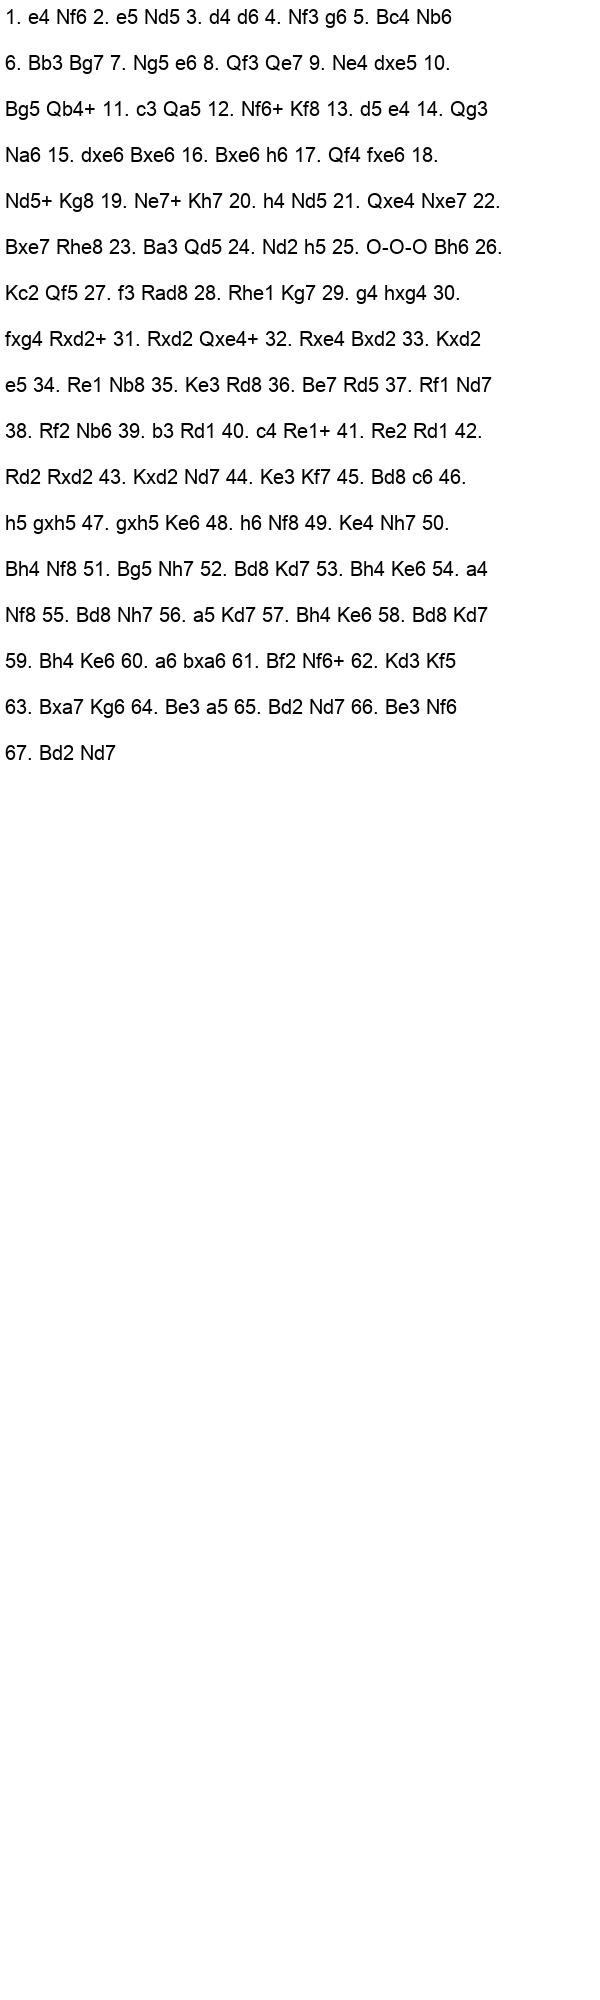 1. e4 Nf6 2. e5 Nd5 3. d4 d6 4. Nf3 g6 5. Bc4 Nb6
6. Bb3 Bg7 7. Ng5 e6 8. Qf3 Qe7 9. Ne4 dxe5 10.
Bg5 Qb4+ 11. c3 Qa5 12. Nf6+ Kf8 13. d5 e4 14. Qg3
Na6 15. dxe6 Bxe6 16. Bxe6 h6 17. Qf4 fxe6 18.
Nd5+ Kg8 19. Ne7+ Kh7 20. h4 Nd5 21. Qxe4 Nxe7 22.
Bxe7 Rhe8 23. Ba3 Qd5 24. Nd2 h5 25. O-O-O Bh6 26.
Kc2 Qf5 27. f3 Rad8 28. Rhe1 Kg7 29. g4 hxg4 30.
fxg4 Rxd2+ 31. Rxd2 Qxe4+ 32. Rxe4 Bxd2 33. Kxd2
e5 34. Re1 Nb8 35. Ke3 Rd8 36. Be7 Rd5 37. Rf1 Nd7
38. Rf2 Nb6 39. b3 Rd1 40. c4 Re1+ 41. Re2 Rd1 42.
Rd2 Rxd2 43. Kxd2 Nd7 44. Ke3 Kf7 45. Bd8 c6 46.
h5 gxh5 47. gxh5 Ke6 48. h6 Nf8 49. Ke4 Nh7 50.
Bh4 Nf8 51. Bg5 Nh7 52. Bd8 Kd7 53. Bh4 Ke6 54. a4
Nf8 55. Bd8 Nh7 56. a5 Kd7 57. Bh4 Ke6 58. Bd8 Kd7
59. Bh4 Ke6 60. a6 bxa6 61. Bf2 Nf6+ 62. Kd3 Kf5
63. Bxa7 Kg6 64. Be3 a5 65. Bd2 Nd7 66. Be3 Nf6
67. Bd2 Nd7